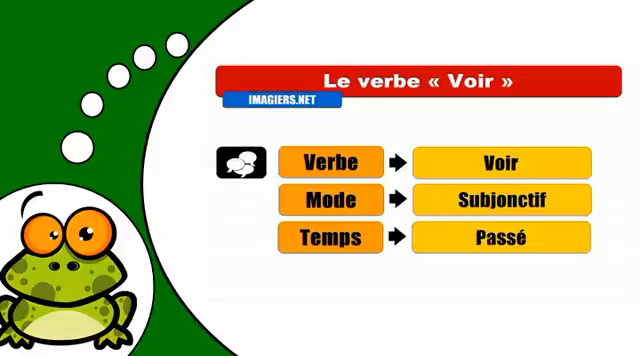 Le verbe « Voir »
IMAGIERS.NET
Verbe Voir
Mode Subjonctif
Temps Passé